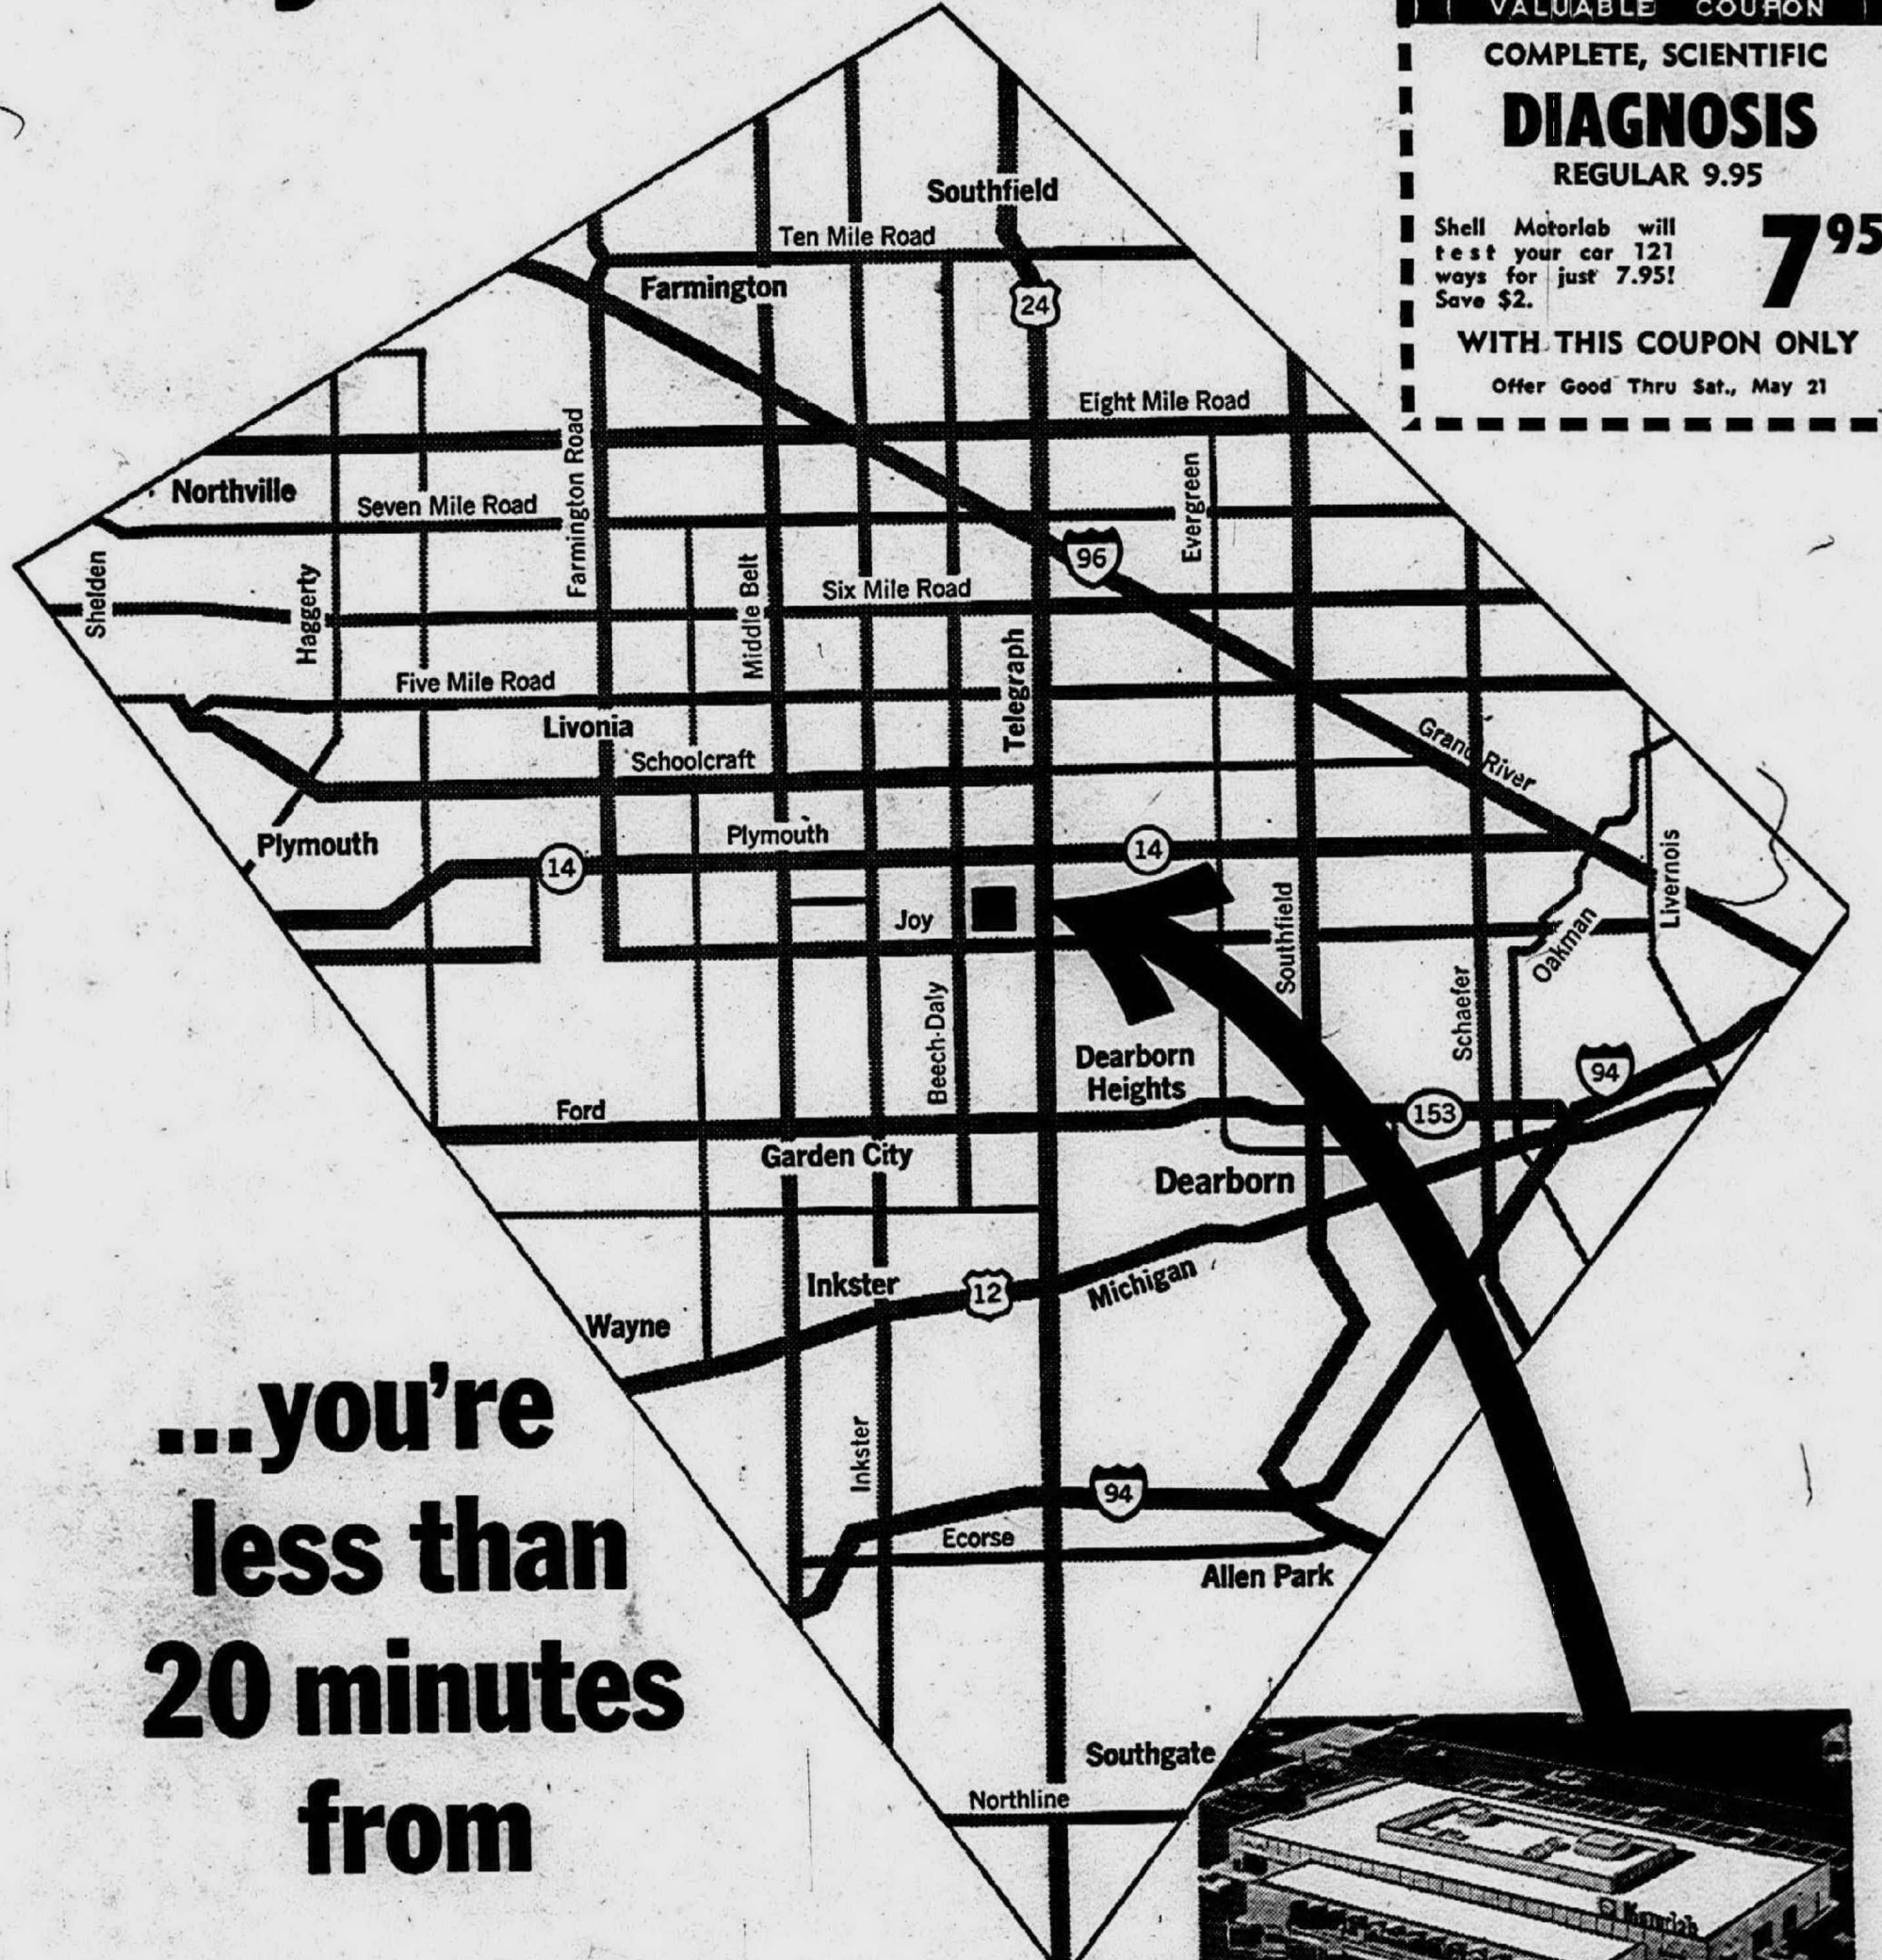 VALUABLE COUPON
COMPLETE, SCIENTIFIC
DIAGNOSIS
REGULAR 9.95
Shell Motorlab will
test your car 121
ways for just 7.95!
Save $2.
7 95
WITH THIS COUPON ONLY
Offer Good Thru Sat., May 21
Southfield
Ten Mile Road
Farmington
24
Eight Mile Road
Farmington Road
Northville
Seven Mile Road
Evergreen
96
Shelden
Haggerty
Middle Belt
Six Mile Road
Telegraph
Five Mile Road
Livonia
Schoolcraft
Grand River
Plymouth
Plymouth
14
14
Livernois
Joy
Southfield
Oakman
Schaefer
Beech-Daly
Dearborn
Heights
94
Ford
153
Garden City
Dearborn
Inkster
12
Michigan
Wayne
Inkster
94
Ecorse
Allen Park
Southgate
Northline
...you're
less than
20 minutes
from
Motorlab